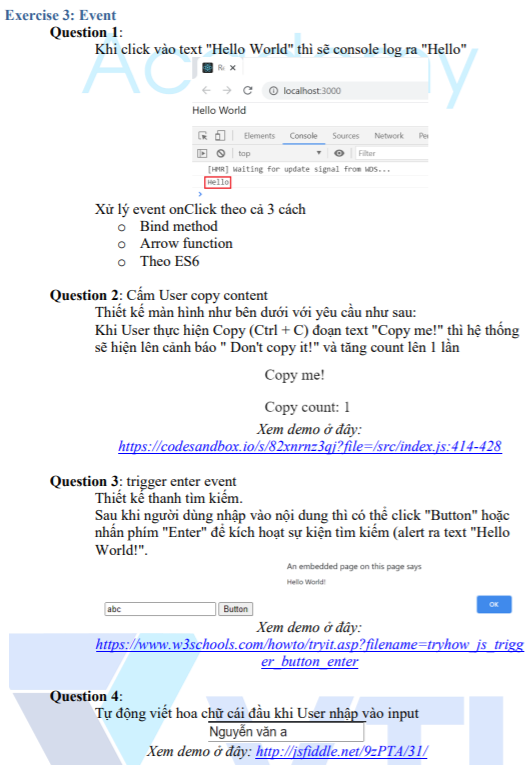 Exercise 3: Event
Question 1:
Khi click vào text "Hello World" thì sẽ console log ra "Hello"
Academy
Re
localhost:3000
Hello World
Elements Console Sources Network Per
top Filter
[HMR] Waiting for update signal from WDS...
Hello
Xử lý event onClick theo cả 3 cách
o Bind method
o Arrow function
o Theo ES6
Question 2: Cấm User copy content
Thiết kế màn hình như bên dưới với yêu cầu như sau:
Khi User thực hiện Copy (Ctrl + C) đoạn text "Copy me!" thì hệ thống
sẽ hiện lên cảnh báo " Don't copy it!" và tăng count lên 1 lần
Copy me!
Copy count: 1
Xem demo ở đây:
https://codesandbox.io/s/82xnrnz3qj?file=/src/index.js:414-428
Question 3: trigger enter event
Thiết kế thanh tìm kiếm.
Sau khi người dùng nhập vào nội dung thì có thể click "Button" hoặc
nhấn phím "Enter" để kích hoạt sự kiện tìm kiếm (alert ra text "Hello
World!".
An embedded page on this page says
Hello World!
abc Button OK
Xem demo ở đây:
https://www.w3schools.com/howto/tryit.asp?filename=tryhow_js_trigg
er_button_enter
Question 4:
Tự động viết hoa chữ cái đầu khi User nhập vào input
Nguyễn văn a
Xem demo ở đây: http://jsfiddle.net/9zPTA/31/
VTI